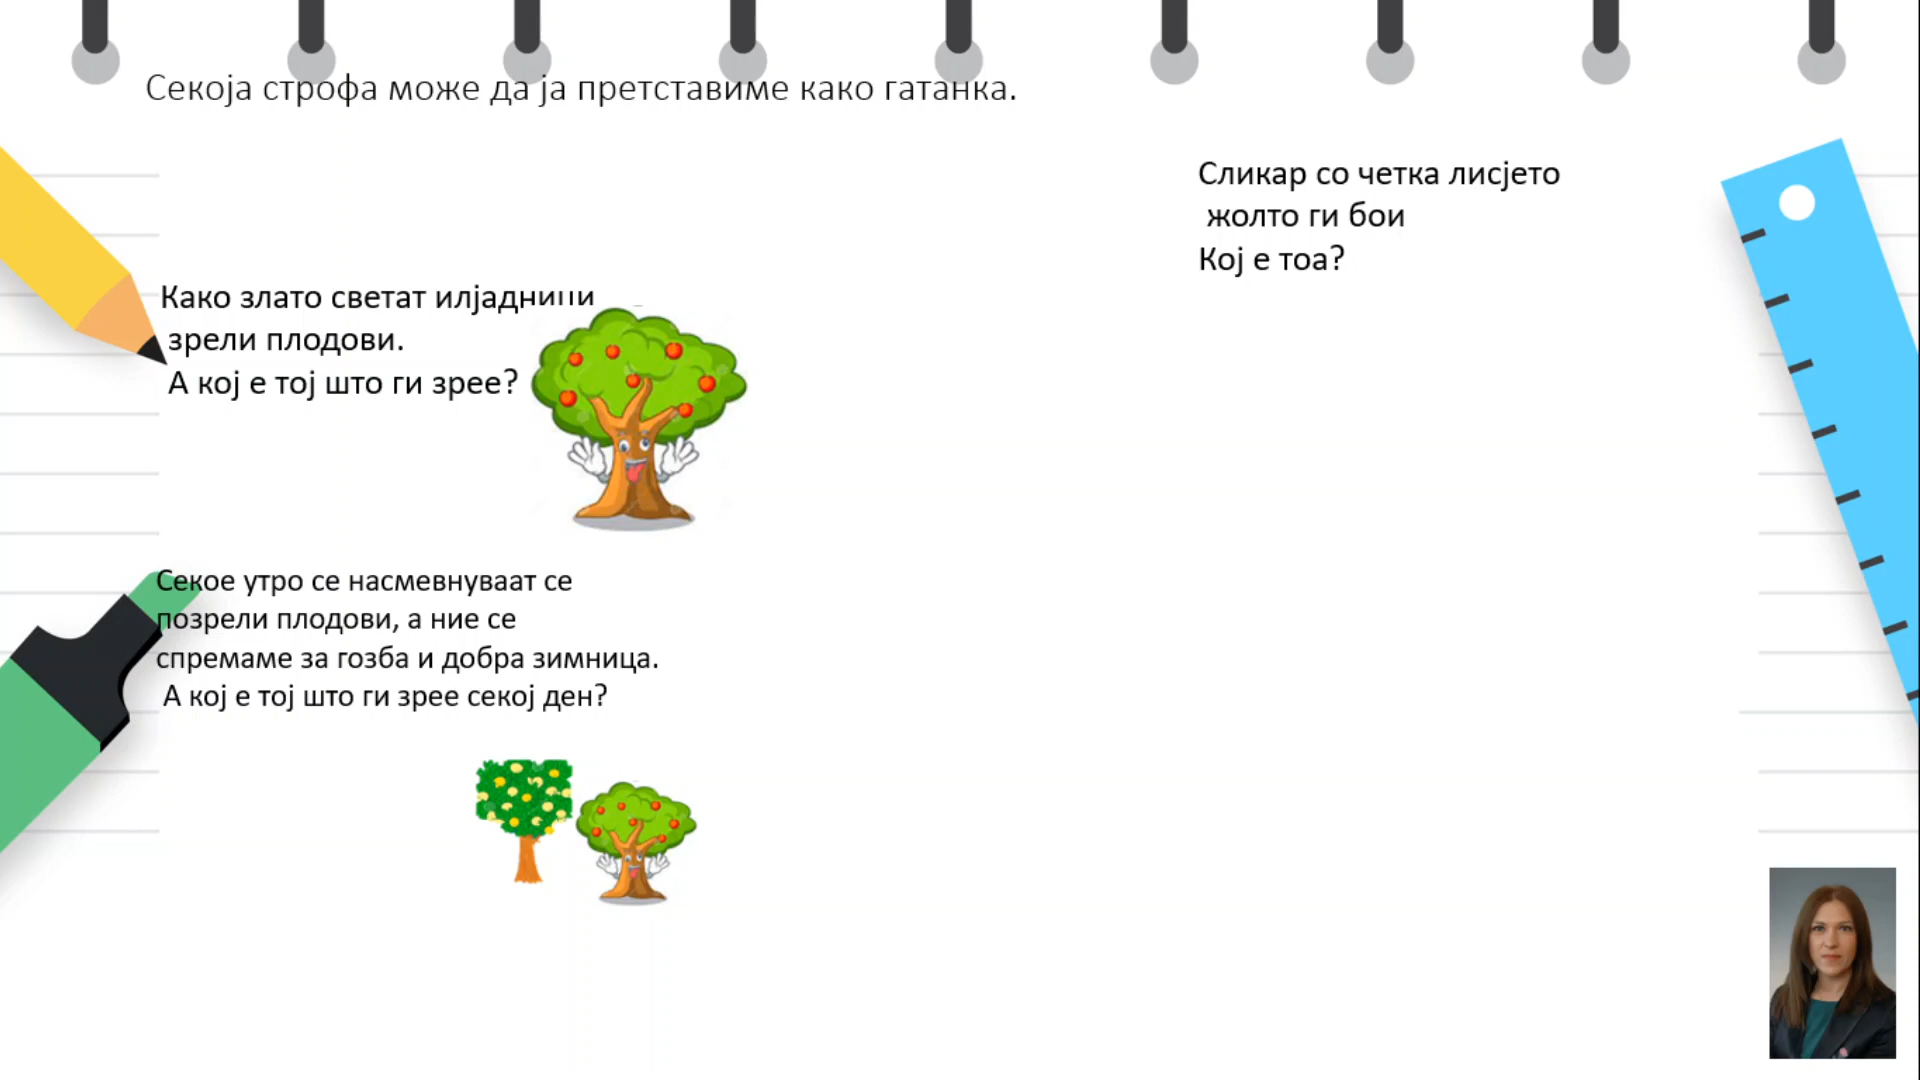 Секоја строфа може да ја претставиме како гатанка.
Како злато светат илјадници
зрели плодови.
А кој е тој што ги зрее?
Секое утро се насмевнуваат се
позрели плодови, а ние се
спремаме за гозба и добра зимница.
А кој е тој што ги зрее секој ден?
Сликар со четка лисјето
жолто ги бои
Кој е тоа?